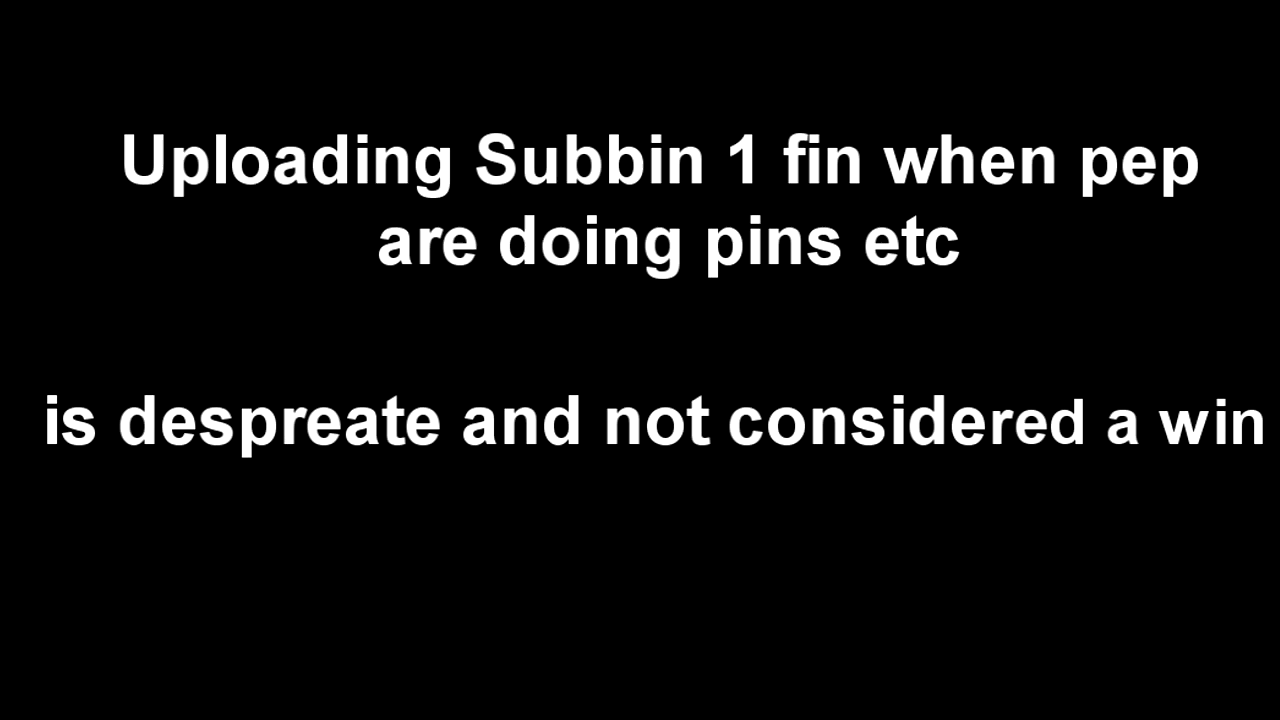 Uploading Subbin 1 fin when pep
are doing pins etc
is despreate and not considered a win